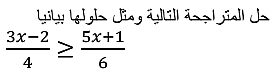 حل المتراجحة التالية ومثل حلولها بيانيا
(3x−2)/4 ≥ (5x+1)/6